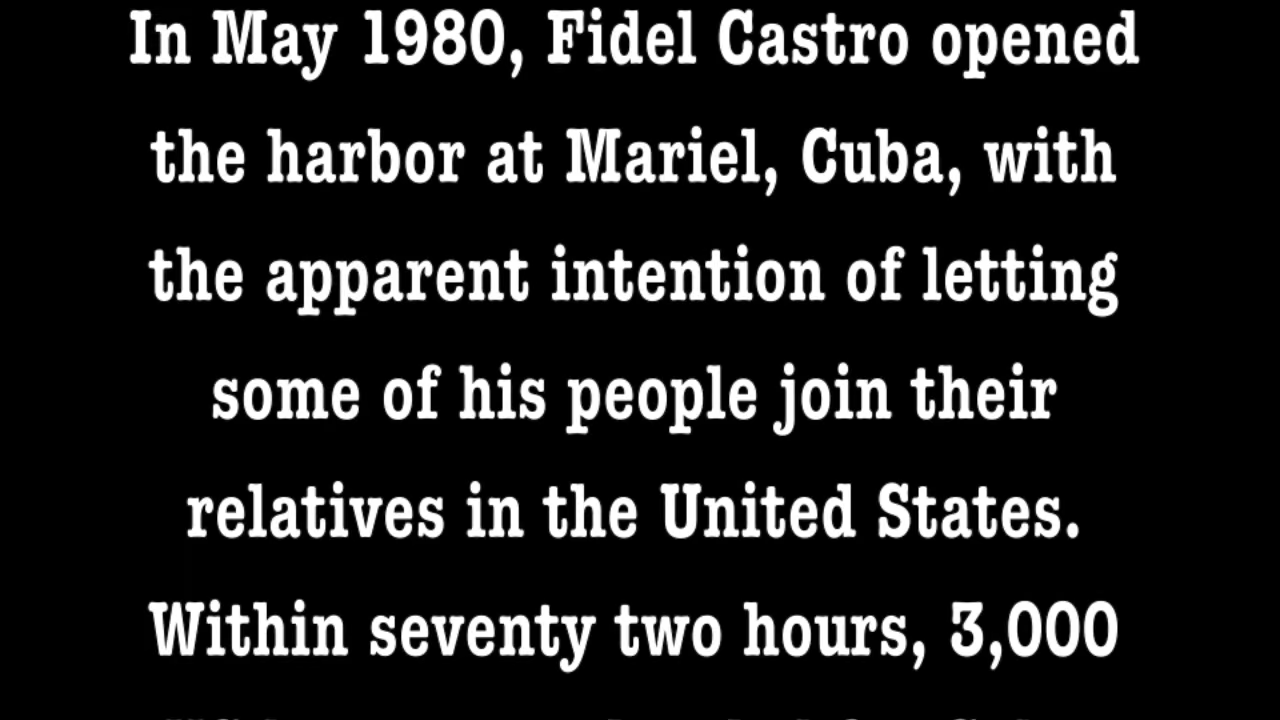 In May 1980, Fidel Castro opened
the harbor at Mariel, Cuba, with
the apparent intention of letting
some of his people join their
relatives in the United States.
Within seventy two hours, 3,000